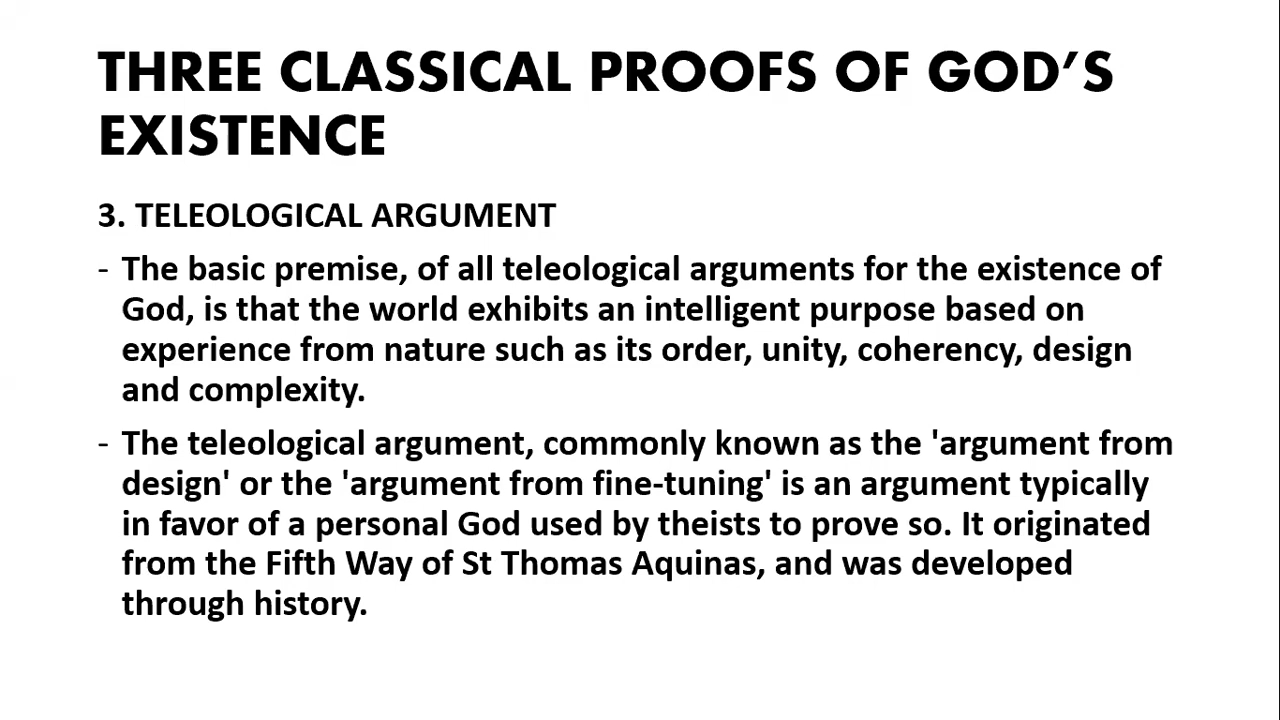 THREE CLASSICAL PROOFS OF GOD’S
EXISTENCE
3. TELEOLOGICAL ARGUMENT
- The basic premise, of all teleological arguments for the existence of
God, is that the world exhibits an intelligent purpose based on
experience from nature such as its order, unity, coherency, design
and complexity.
- The teleological argument, commonly known as the 'argument from
design' or the 'argument from fine-tuning' is an argument typically
in favor of a personal God used by theists to prove so. It originated
from the Fifth Way of St Thomas Aquinas, and was developed
through history.